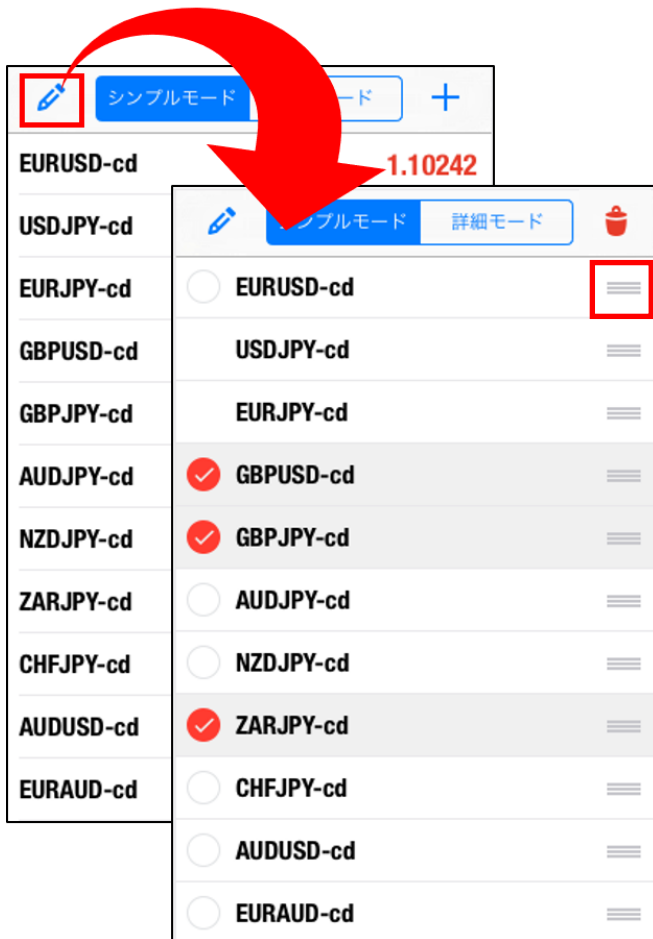 シンプルモード
ード
EURUSD-cd
1.10242
USDJPY-cd
EURJPY-cd
GBPUSD-cd
GBPJPY-cd
AUDJPY-cd
NZDJPY-cd
ZARJPY-cd
CHFJPY-cd
AUDUSD-cd
EURAUD-cd
ンプルモード
詳細モード
EURUSD-cd
USDJPY-cd
EURJPY-cd
GBPUSD-cd
GBPJPY-cd
AUDJPY-cd
NZDJPY-cd
ZARJPY-cd
CHFJPY-cd
AUDUSD-cd
EURAUD-cd